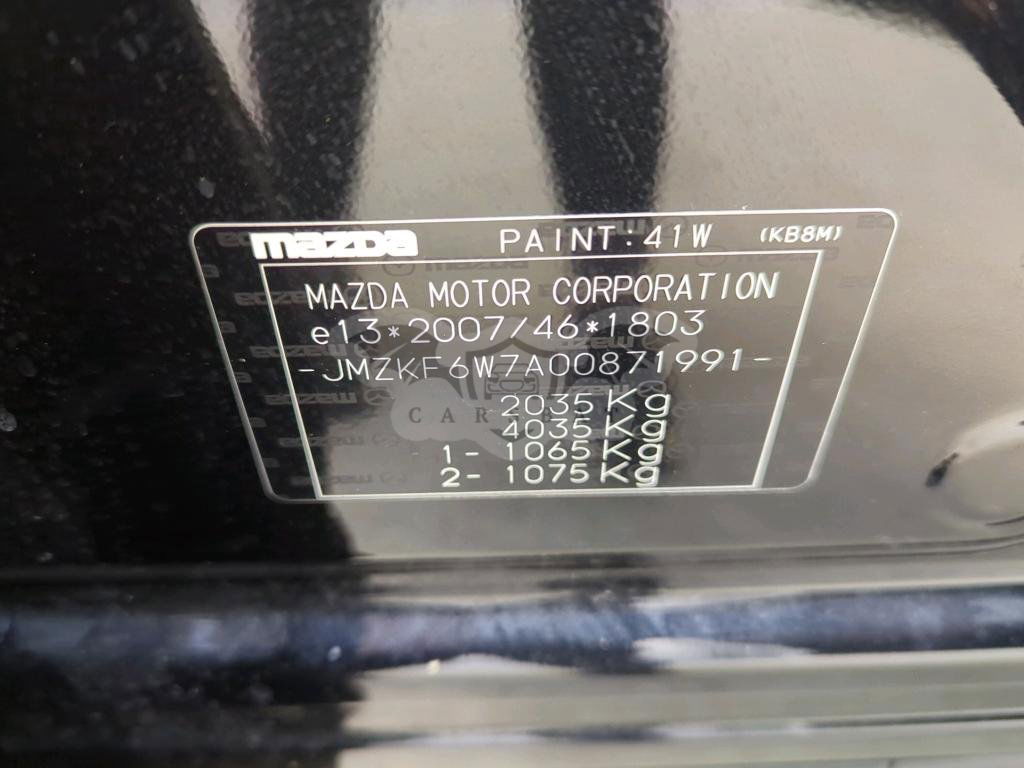 mazda PAINT·41W (KB8M)
MAZDA MOTOR CORPORATION
e13*2007/46*1803
-JMZKF6W7A00871991-
2035Kg
4035Kg
1- 1065Kg
2- 1075Kg